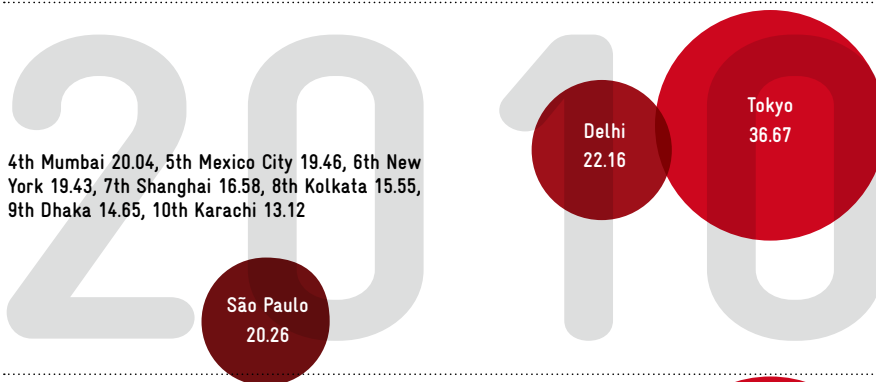 2010
Tokyo
36.67
Delhi
22.16
4th Mumbai 20.04, 5th Mexico City 19.46, 6th New
York 19.43, 7th Shanghai 16.58, 8th Kolkata 15.55,
9th Dhaka 14.65, 10th Karachi 13.12
São Paulo
20.26